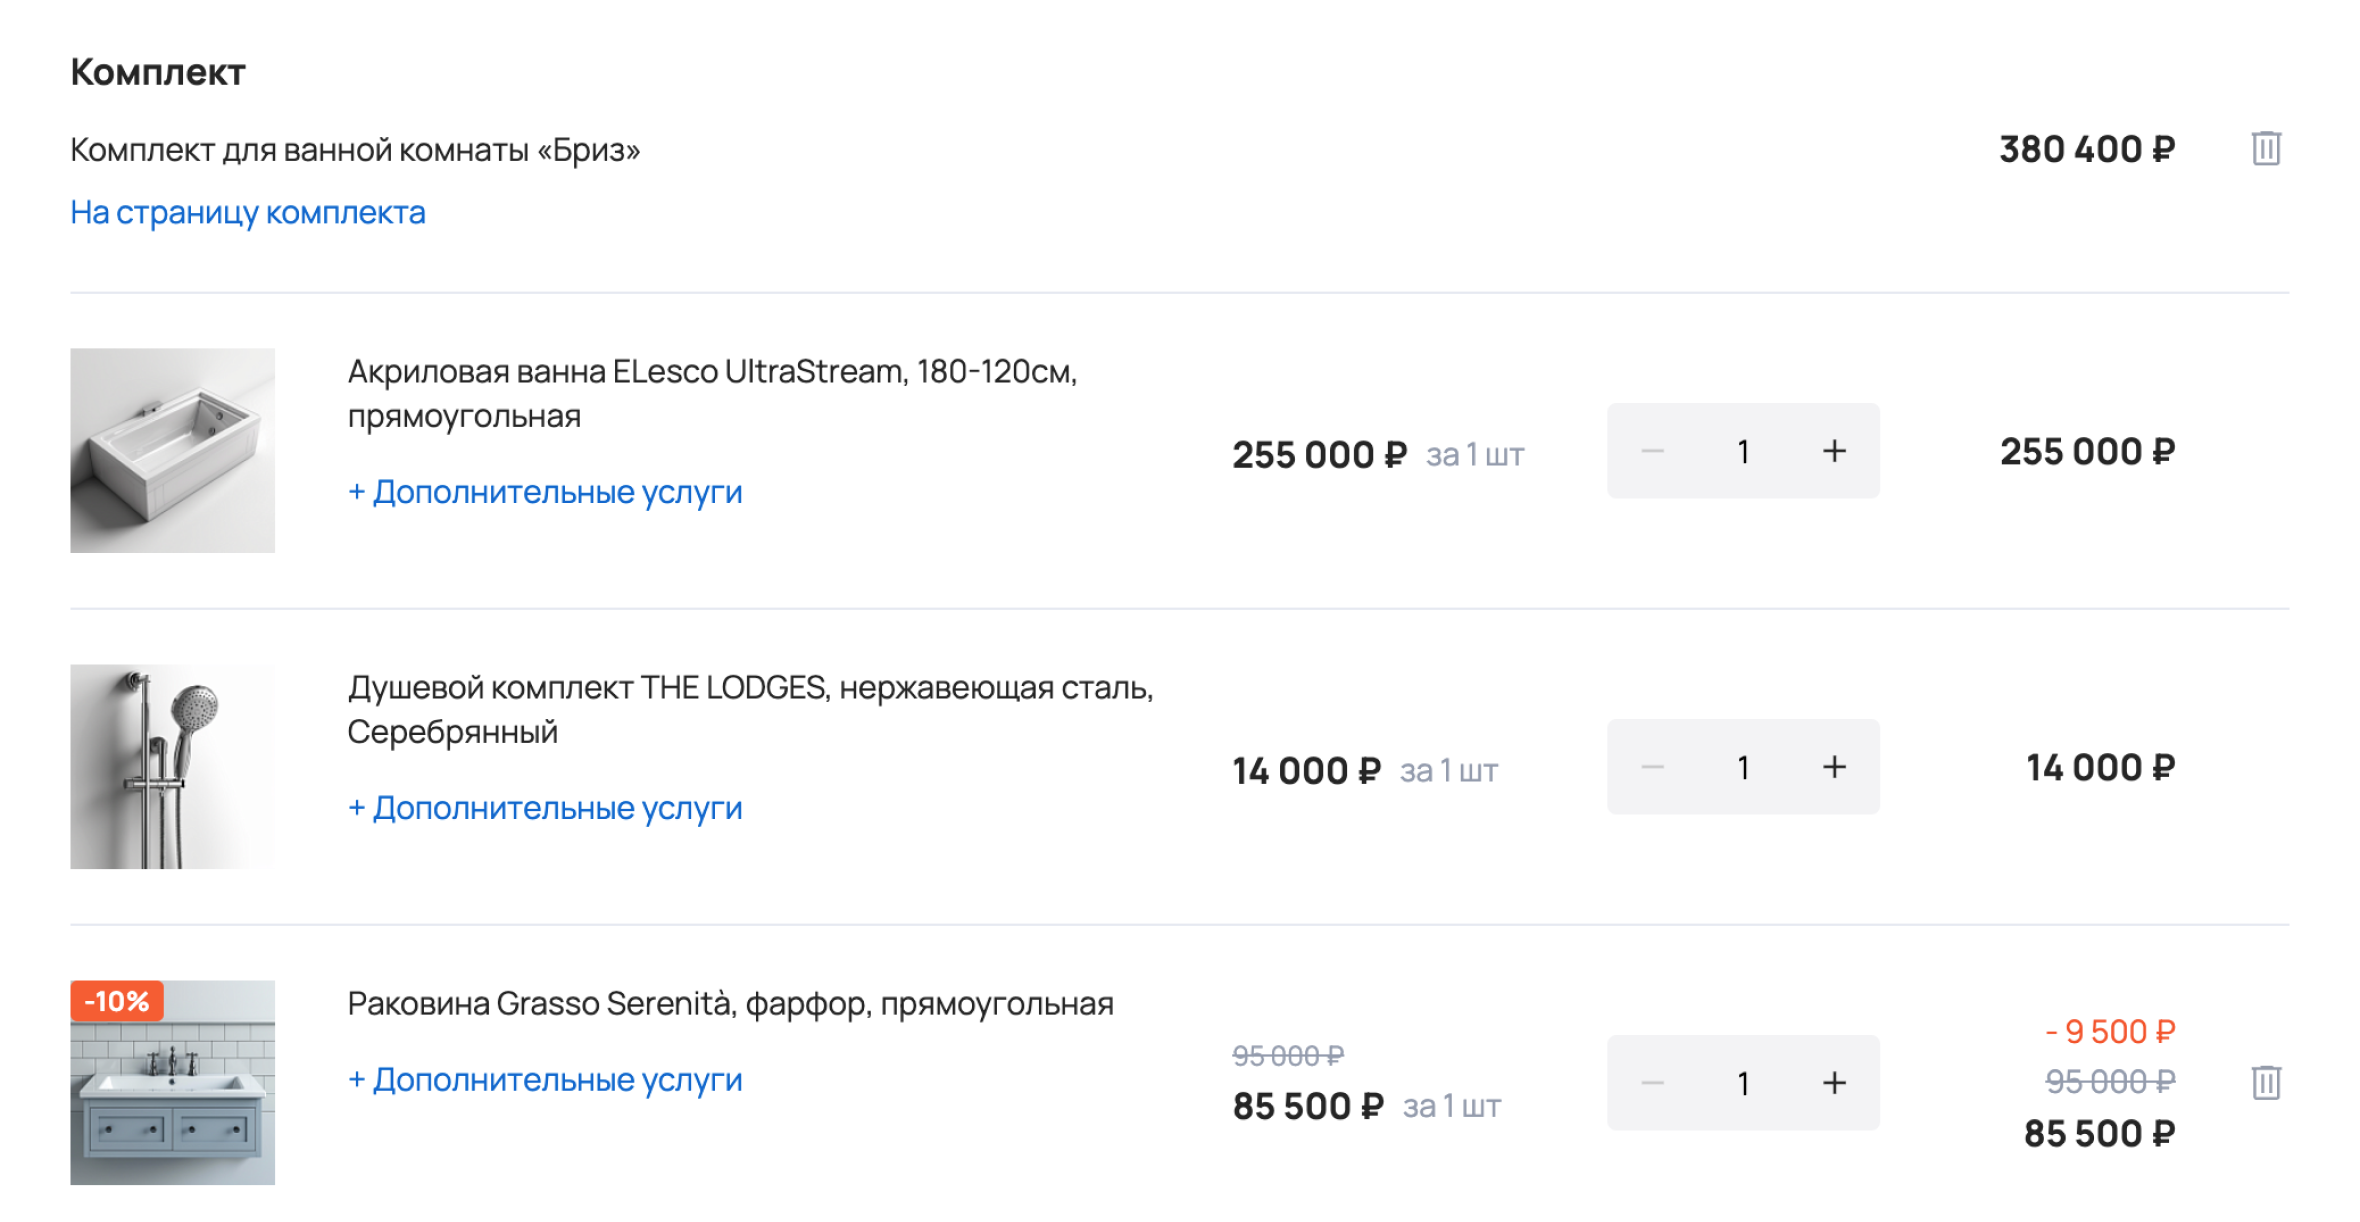 Комплект
Комплект для ванной комнаты «Бриз»
380 400 ₽
На страницу комплекта
Акриловая ванна ELesco UltraStream, 180-120см,
прямоугольная
+ Дополнительные услуги
255 000 ₽ за 1 шт
− 1 +
255 000 ₽
Душевой комплект THE LODGES, нержавеющая сталь,
Серебрянный
+ Дополнительные услуги
14 000 ₽ за 1 шт
− 1 +
14 000 ₽
-10%
Раковина Grasso Serenità, фарфор, прямоугольная
+ Дополнительные услуги
95 000 ₽
85 500 ₽ за 1 шт
− 1 +
- 9 500 ₽
95 000 ₽
85 500 ₽